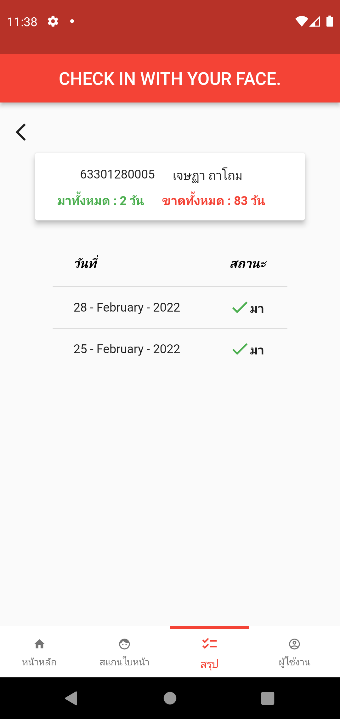 11:38
CHECK IN WITH YOUR FACE.
63301280005 เจษฏา ถาโถม
มาทั้งหมด : 2 วัน ขาดทั้งหมด : 83 วัน
วันที่ สถานะ
28 - February - 2022 มา
25 - February - 2022 มา
หน้าหลัก สแกนใบหน้า สรุป ผู้ใช้งาน